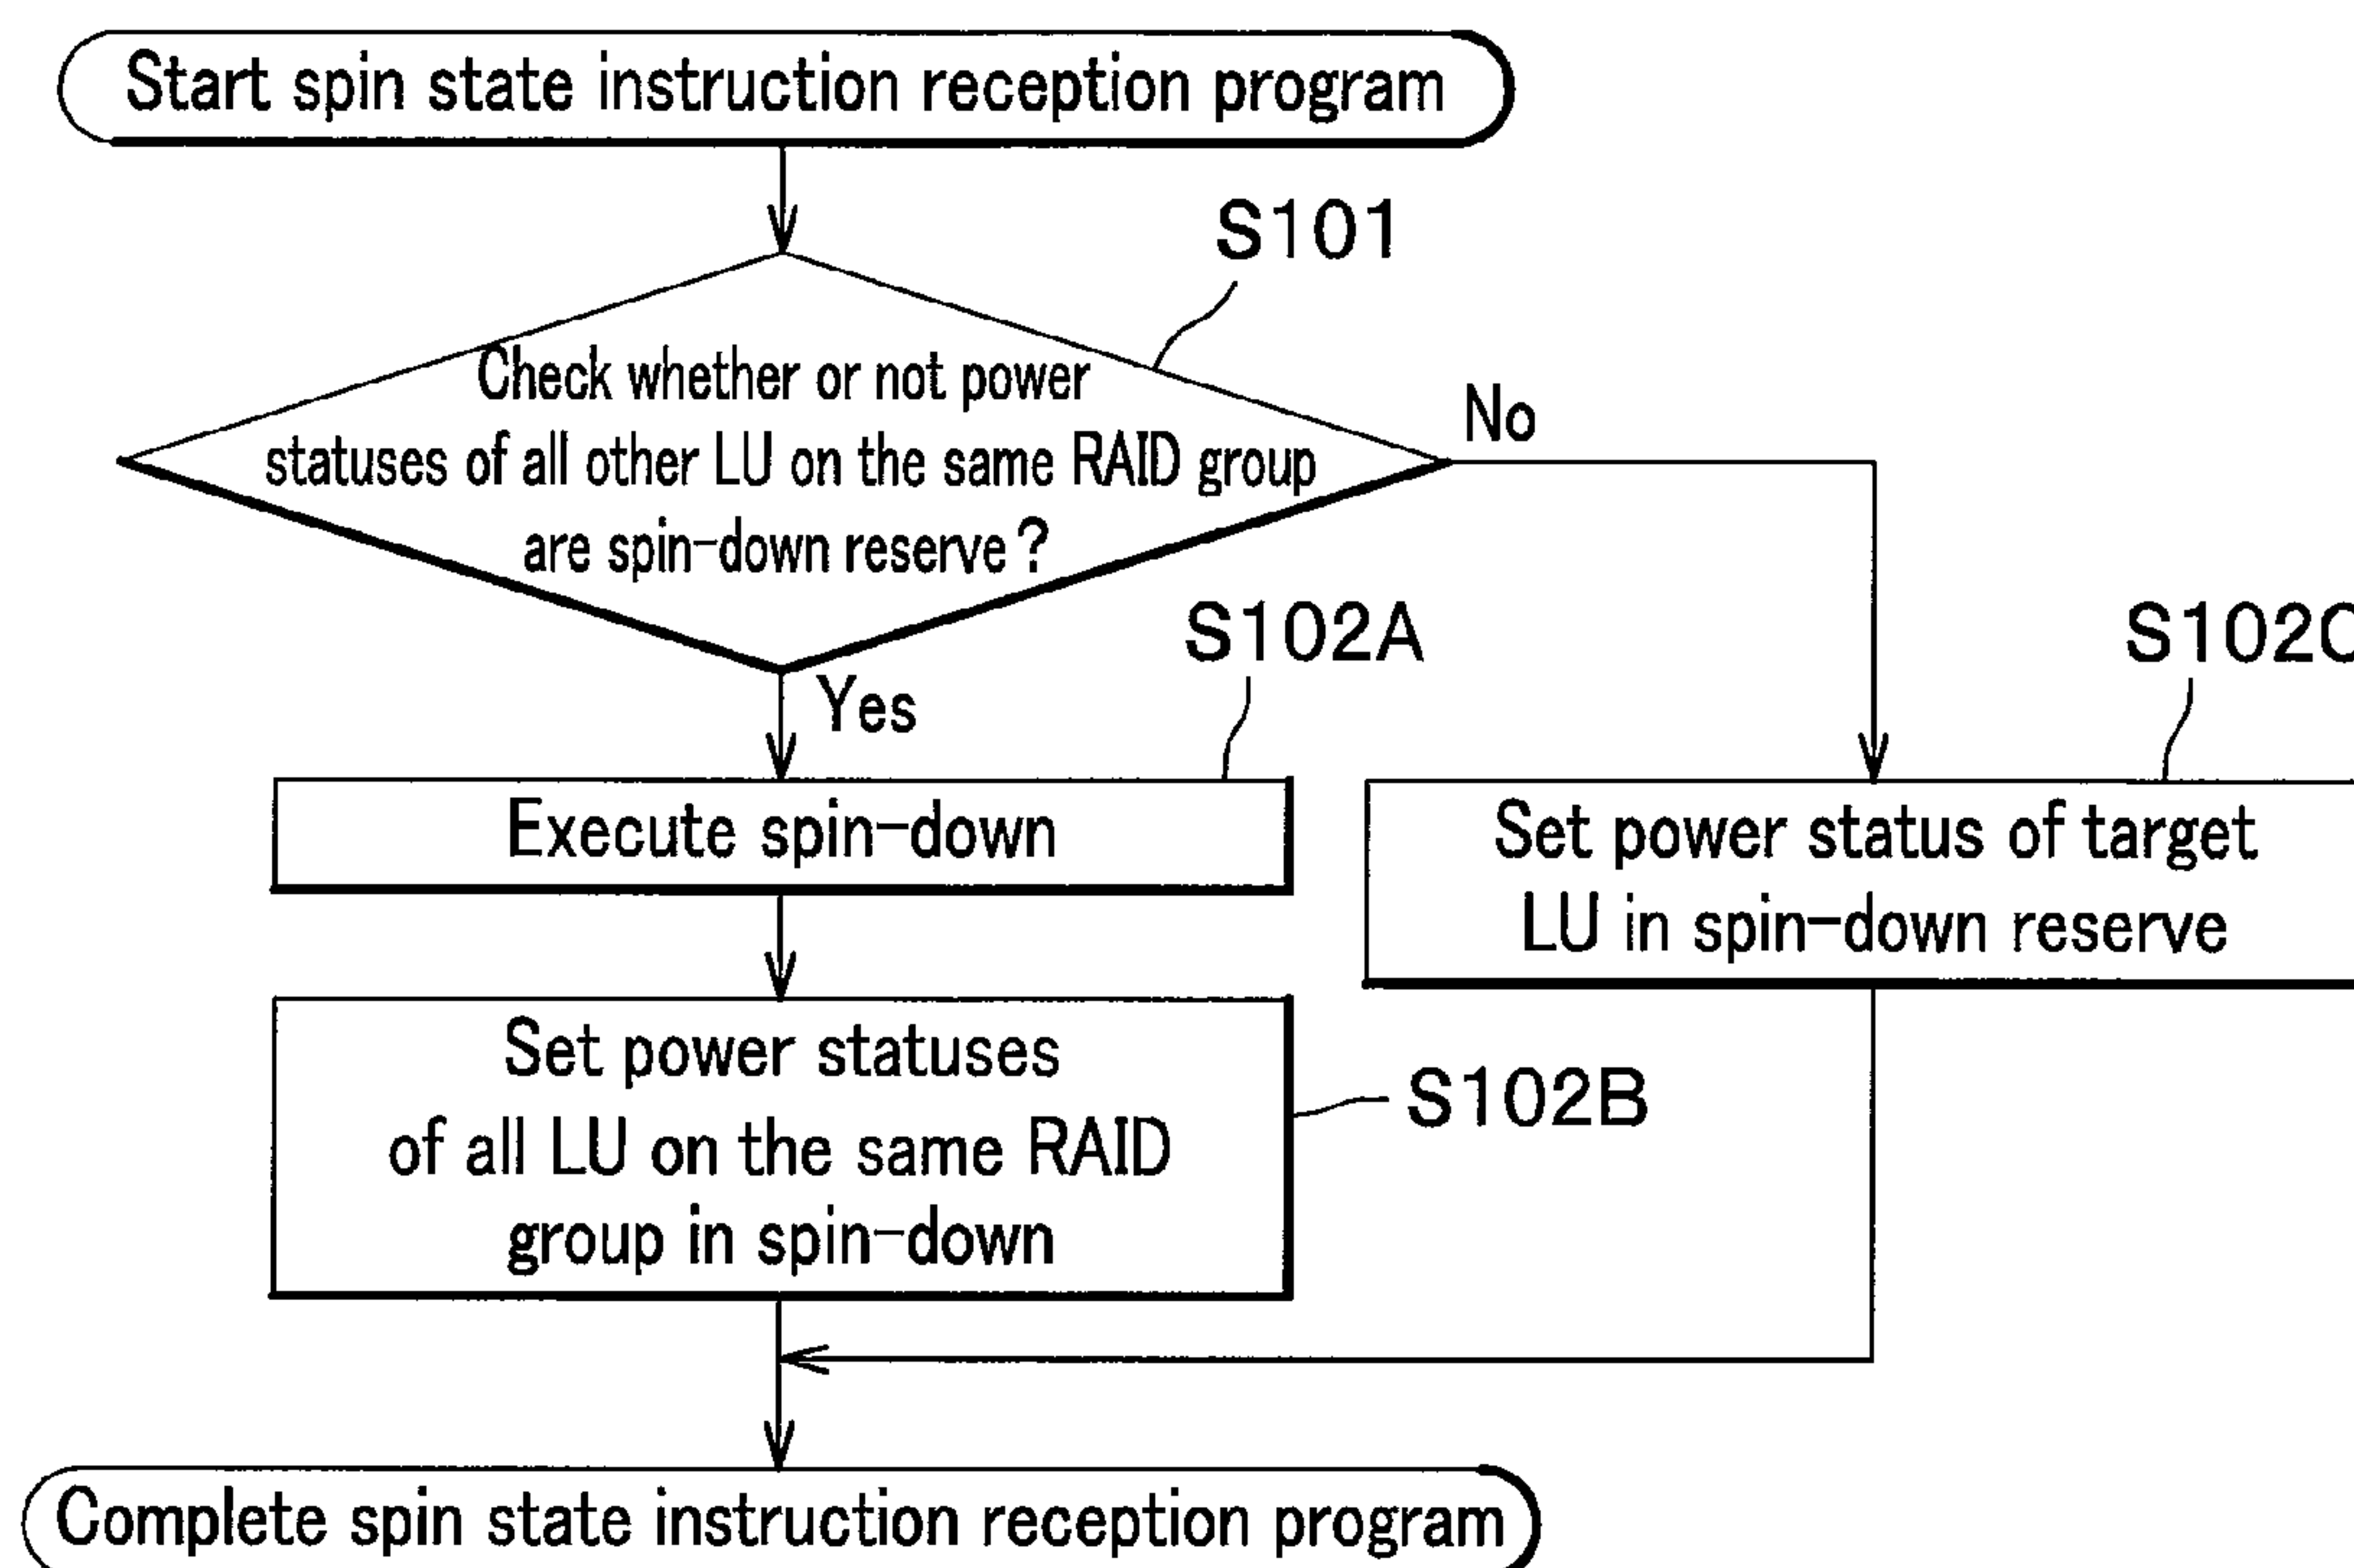 Start spin state instruction reception program
S101
Check whether or not power
statuses of all other LU on the same RAID group
are spin-down reserve ?
No
Yes
S102A
Execute spin-down
S102C
Set power status of target
LU in spin-down reserve
Set power statuses
of all LU on the same RAID
group in spin-down
S102B
Complete spin state instruction reception program